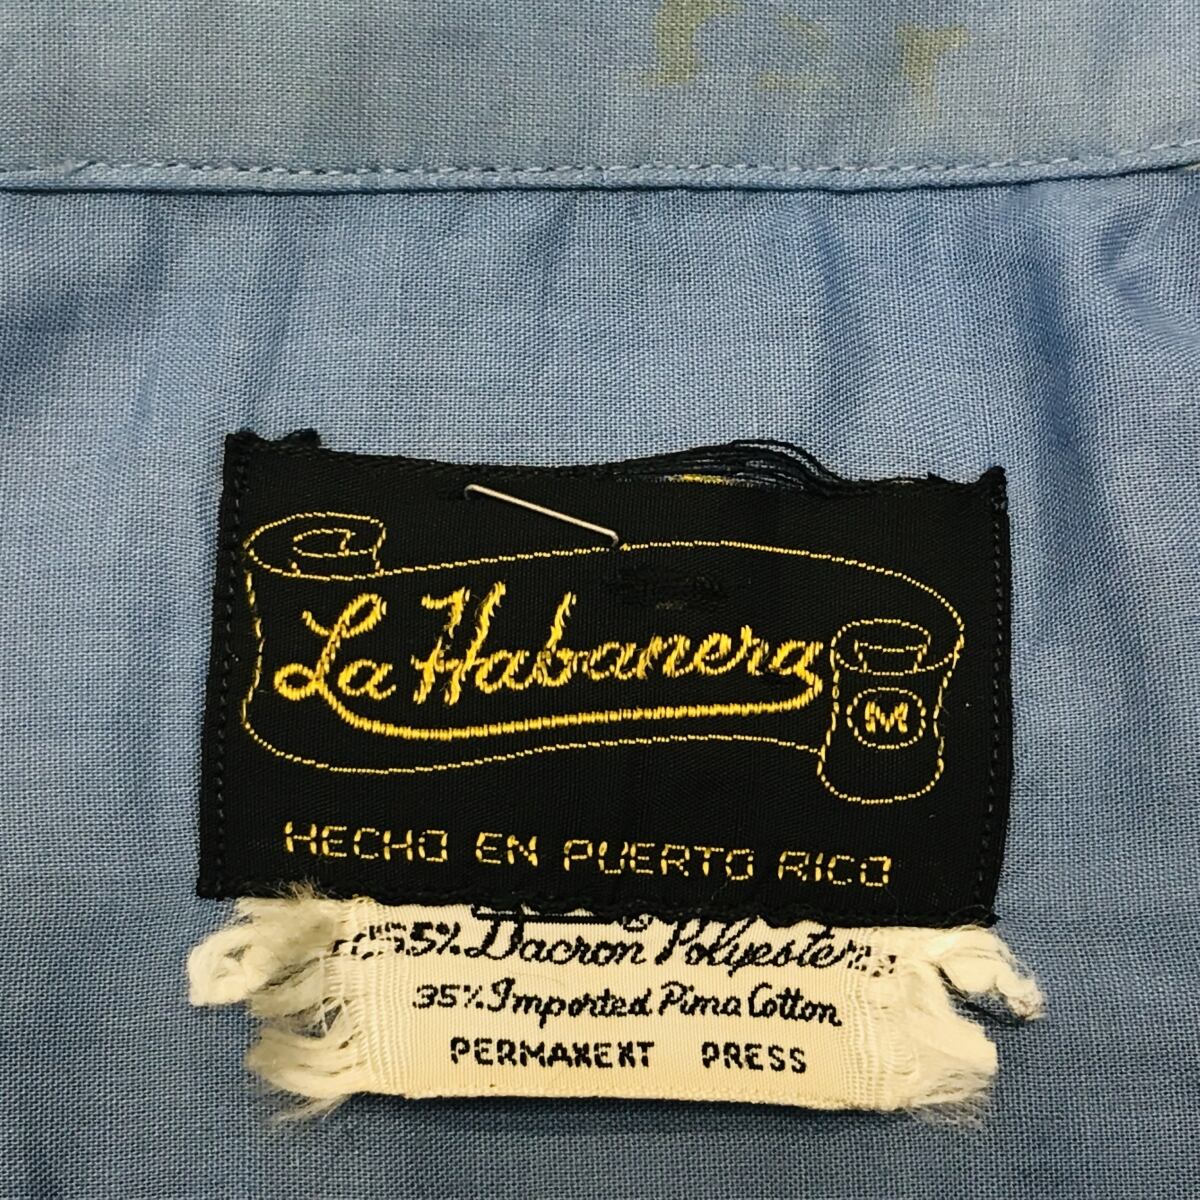 La Habanera
M
HECHO EN PUERTO RICO
65% Dacron Polyester
35% Imported Pima Cotton
PERMANENT PRESS